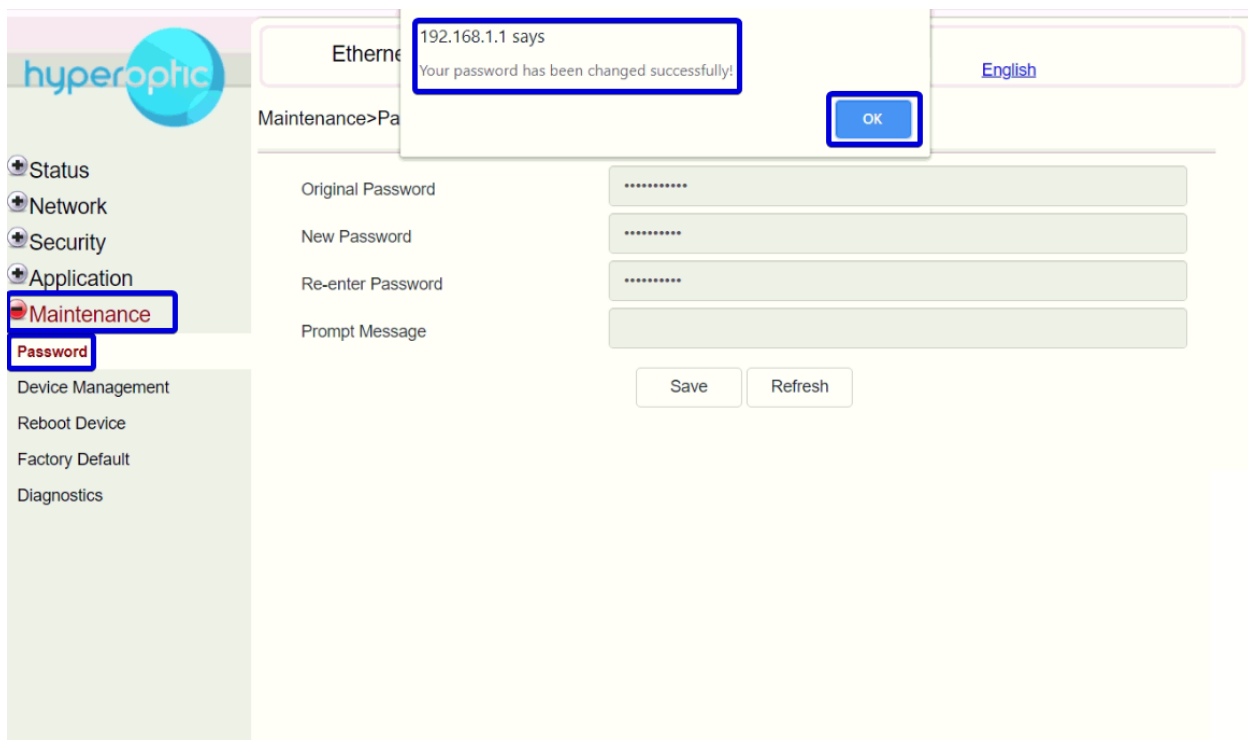 hyperoptic
192.168.1.1 says
Your password has been changed successfully!
OK
English
Maintenance>Pa
Status
Network
Security
Application
Maintenance
Password
Device Management
Reboot Device
Factory Default
Diagnostics
Original Password
•••••••••••
New Password
••••••••••
Re-enter Password
••••••••••
Prompt Message
Save Refresh